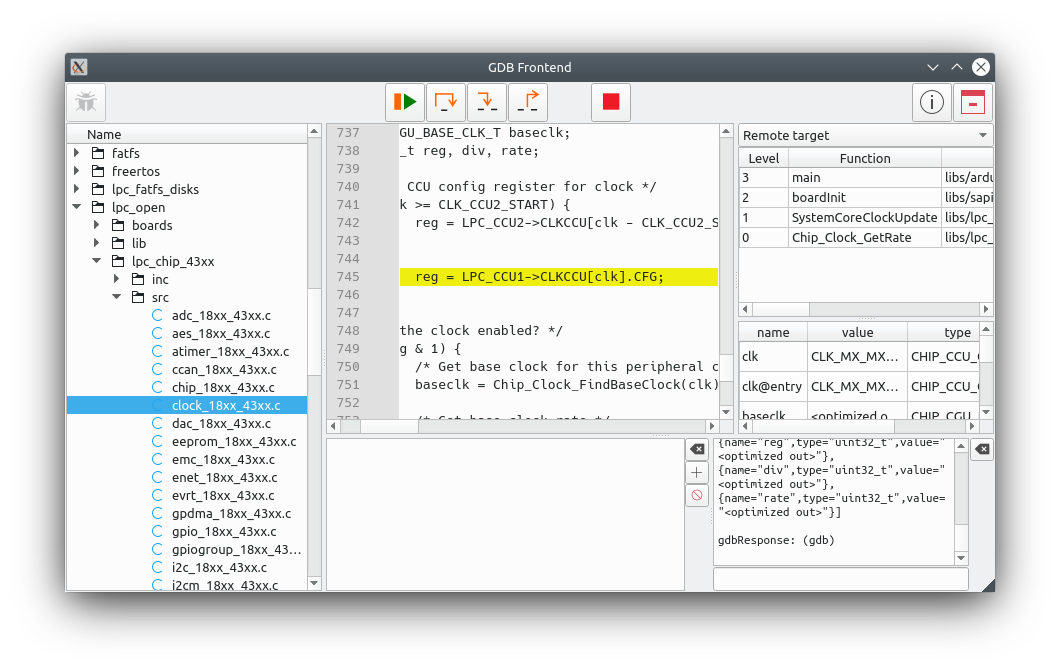 GDB Frontend
Name
fatfs
freertos
lpc_fatfs_disks
lpc_open
boards
lib
lpc_chip_43xx
inc
src
adc_18xx_43xx.c
aes_18xx_43xx.c
atimer_18xx_43xx.c
ccan_18xx_43xx.c
chip_18xx_43xx.c
clock_18xx_43xx.c
dac_18xx_43xx.c
eeprom_18xx_43xx.c
emc_18xx_43xx.c
enet_18xx_43xx.c
evrt_18xx_43xx.c
gpdma_18xx_43xx.c
gpio_18xx_43xx.c
gpiogroup_18xx_43...
i2c_18xx_43xx.c
i2cm_18xx_43xx.c
737 GU_BASE_CLK_T baseclk;
738 _t reg, div, rate;
739
740 CCU config register for clock */
741 k >= CLK_CCU2_START) {
742 reg = LPC_CCU2->CLKCCU[clk - CLK_CCU2_S
743
744
745 reg = LPC_CCU1->CLKCCU[clk].CFG;
746
747
748 the clock enabled? */
749 g & 1) {
750 /* Get base clock for this peripheral c
751 baseclk = Chip_Clock_FindBaseClock(clk)
752
753 /* Get base clock rate */
Remote target
Level Function
3 main libs/ardu
2 boardInit libs/sapi
1 SystemCoreClockUpdate libs/lpc_
0 Chip_Clock_GetRate libs/lpc_
name value type
clk CLK_MX_MX... CHIP_CCU_
clk@entry CLK_MX_MX... CHIP_CCU_
baseclk <optimized o... CHIP_CGU_
{name="reg",type="uint32_t",value="
<optimized out>"},
{name="div",type="uint32_t",value="
<optimized out>"},
{name="rate",type="uint32_t",value=
"<optimized out>"}]
gdbResponse: (gdb)